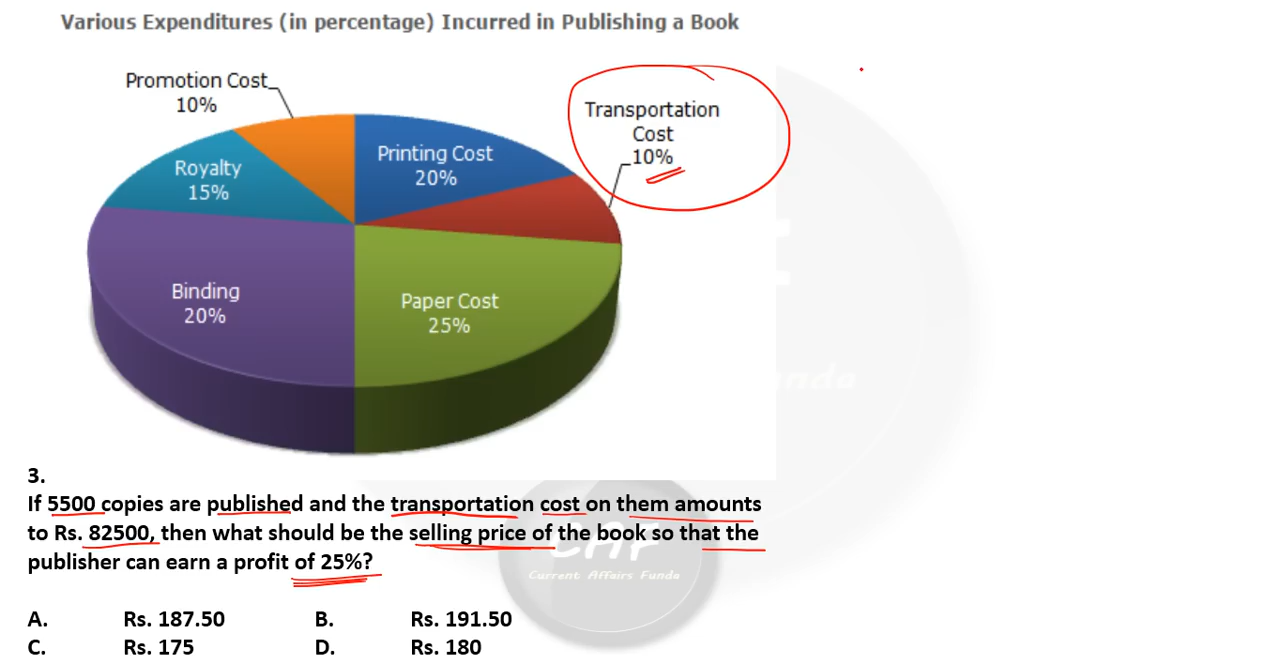 Various Expenditures (in percentage) Incurred in Publishing a Book
Promotion Cost
10%
Transportation
Cost
10%
Printing Cost
20%
Royalty
15%
Binding
20%
Paper Cost
25%
3.
If 5500 copies are published and the transportation cost on them amounts
to Rs. 82500, then what should be the selling price of the book so that the
publisher can earn a profit of 25%?
A. Rs. 187.50 B. Rs. 191.50
C. Rs. 175 D. Rs. 180
CAF
Current Affairs Funda